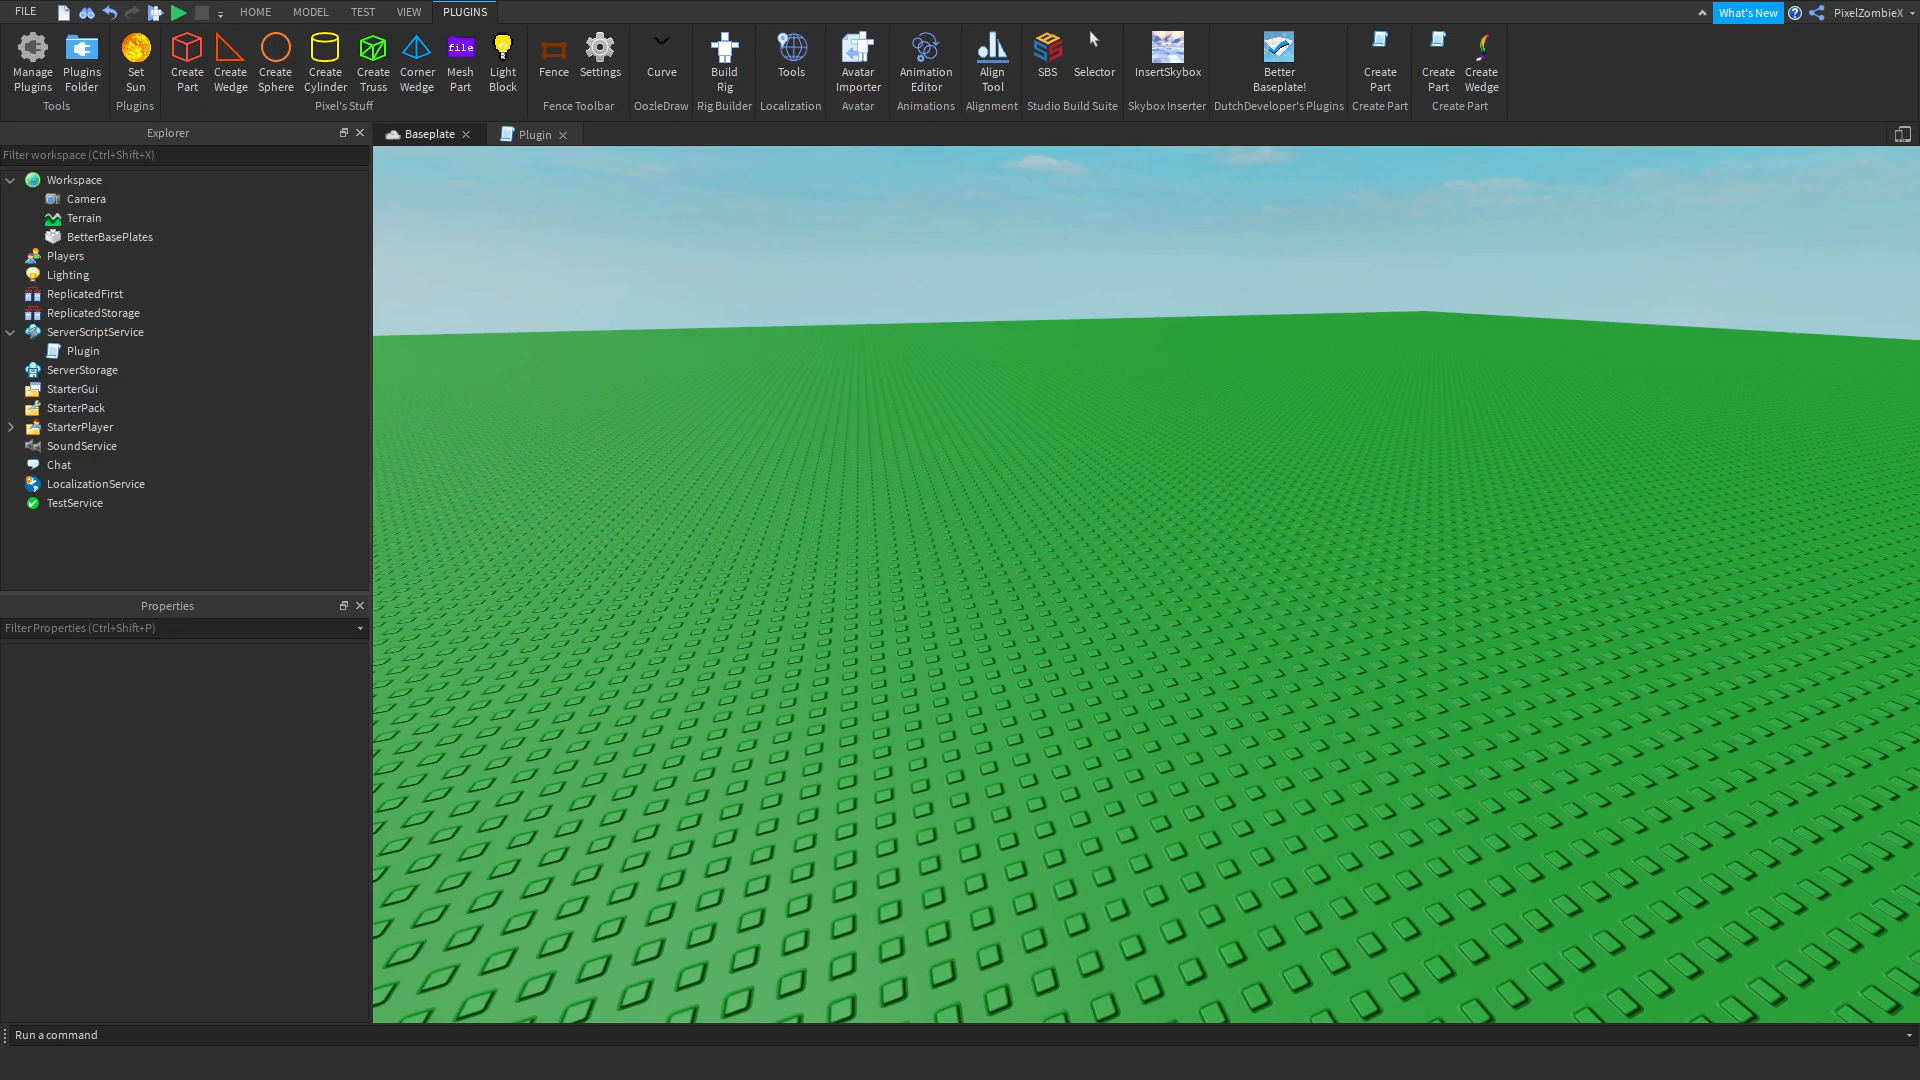 FILE
HOME MODEL TEST VIEW PLUGINS
What's New PixelZombieX
Manage Plugins
Plugins Folder
Set Sun
Create Part
Create Wedge
Create Sphere
Create Cylinder
Create Truss
Corner Wedge
file
Mesh Part
Light Block
Fence
Settings
Curve
Build Rig
Tools
Avatar Importer
Animation Editor
Align Tool
SBS
Selector
InsertSkybox
Better Baseplate!
Create Part
Create Part
Create Wedge
Tools Plugins Pixel's Stuff Fence Toolbar OozleDraw Rig Builder Localization Avatar Animations Alignment Studio Build Suite Skybox Inserter DutchDeveloper's Plugins Create Part Create Part
Explorer
Baseplate Plugin
Filter workspace (Ctrl+Shift+X)
Workspace
Camera
Terrain
BetterBasePlates
Players
Lighting
ReplicatedFirst
ReplicatedStorage
ServerScriptService
Plugin
ServerStorage
StarterGui
StarterPack
StarterPlayer
SoundService
Chat
LocalizationService
TestService
Properties
Filter Properties (Ctrl+Shift+P)
Run a command